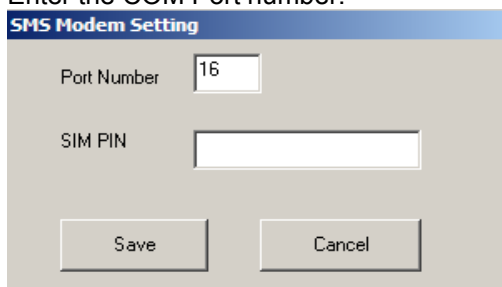 Enter the COM Port number.
SMS Modem Setting
Port Number 16
SIM PIN
Save Cancel